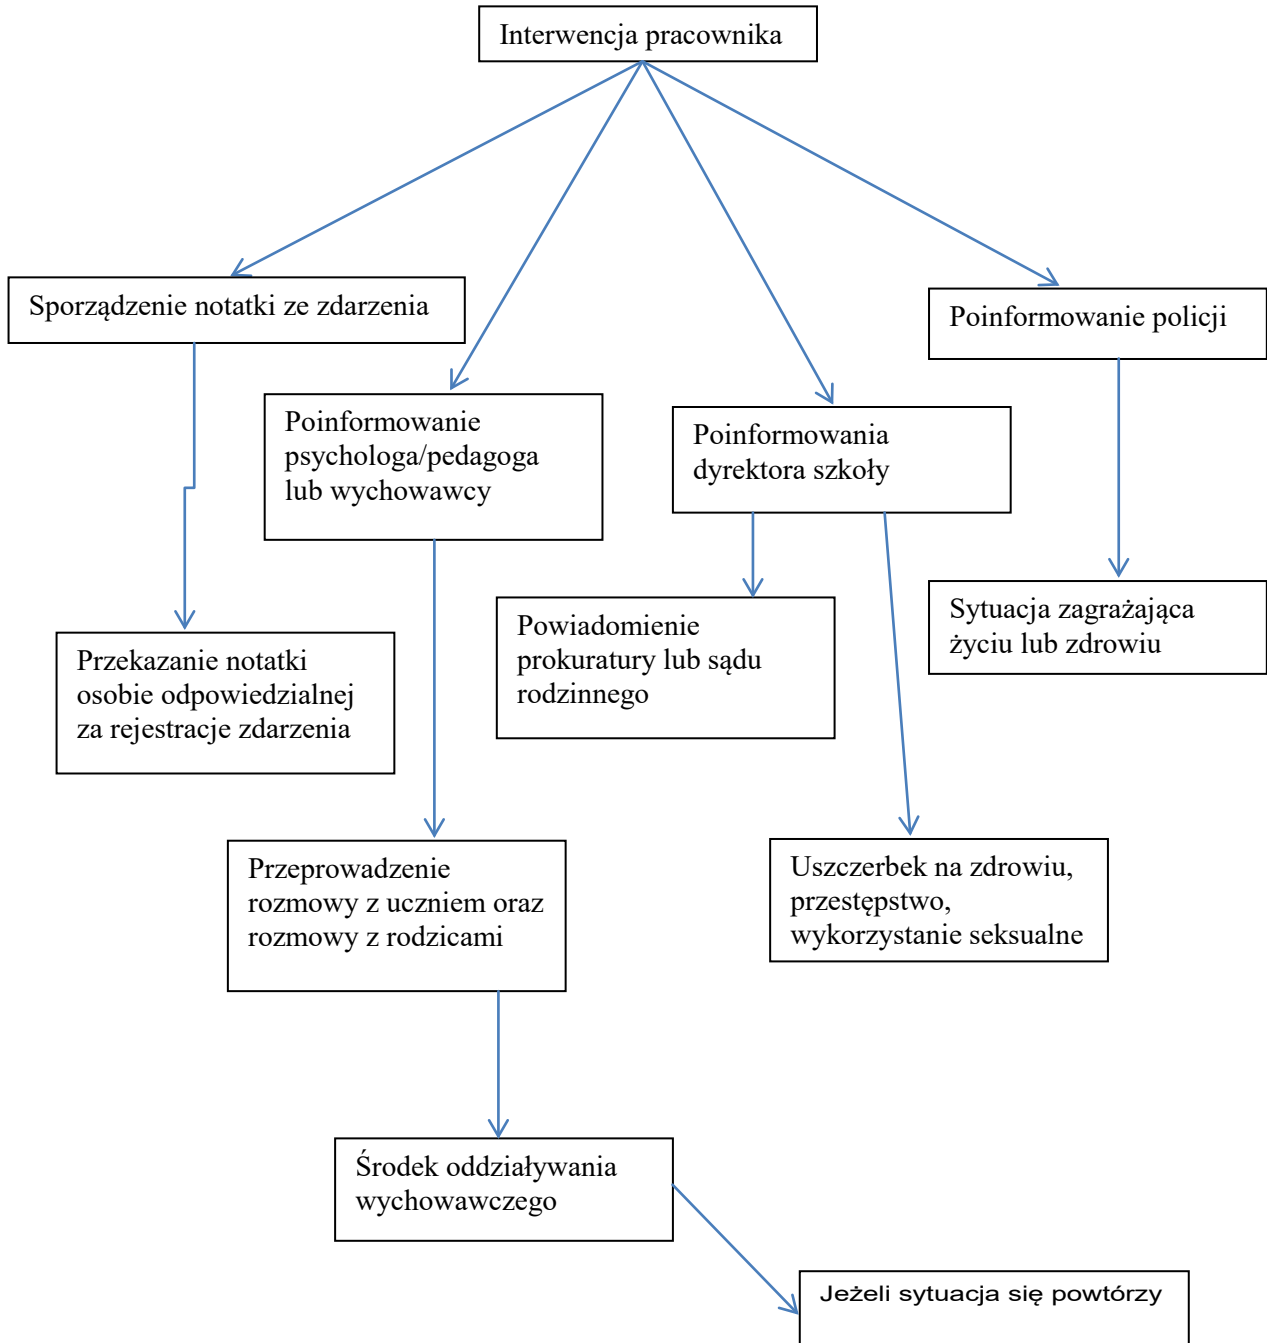 Interwencja pracownika
Sporządzenie notatki ze zdarzenia
Poinformowanie policji
Poinformowanie
psychologa/pedagoga
lub wychowawcy
Poinformowania
dyrektora szkoły
Sytuacja zagrażająca
życiu lub zdrowiu
Powiadomienie
prokuratury lub sądu
rodzinnego
Przekazanie notatki
osobie odpowiedzialnej
za rejestracje zdarzenia
Przeprowadzenie
rozmowy z uczniem oraz
rozmowy z rodzicami
Uszczerbek na zdrowiu,
przestępstwo,
wykorzystanie seksualne
Środek oddziaływania
wychowawczego
Jeżeli sytuacja się powtórzy